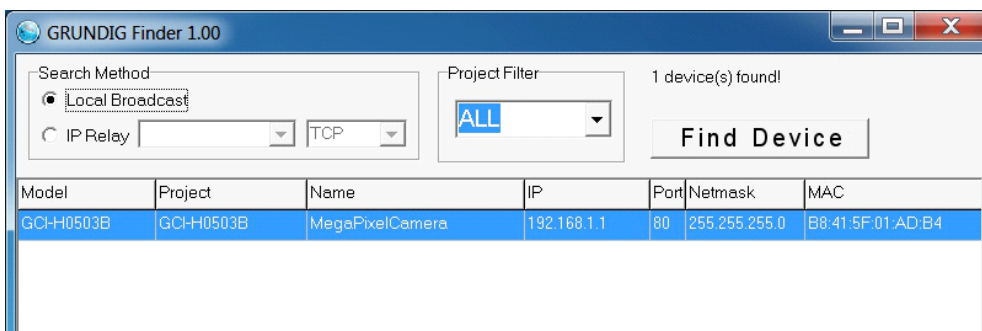 GRUNDIG Finder 1.00
Search Method
Local Broadcast
IP Relay
TCP
Project Filter
ALL
1 device(s) found!
Find Device
Model Project Name IP Port Netmask MAC
GCI-H0503B GCI-H0503B MegaPixelCamera 192.168.1.1 80 255.255.255.0 B8:41:5F:01:AD:B4